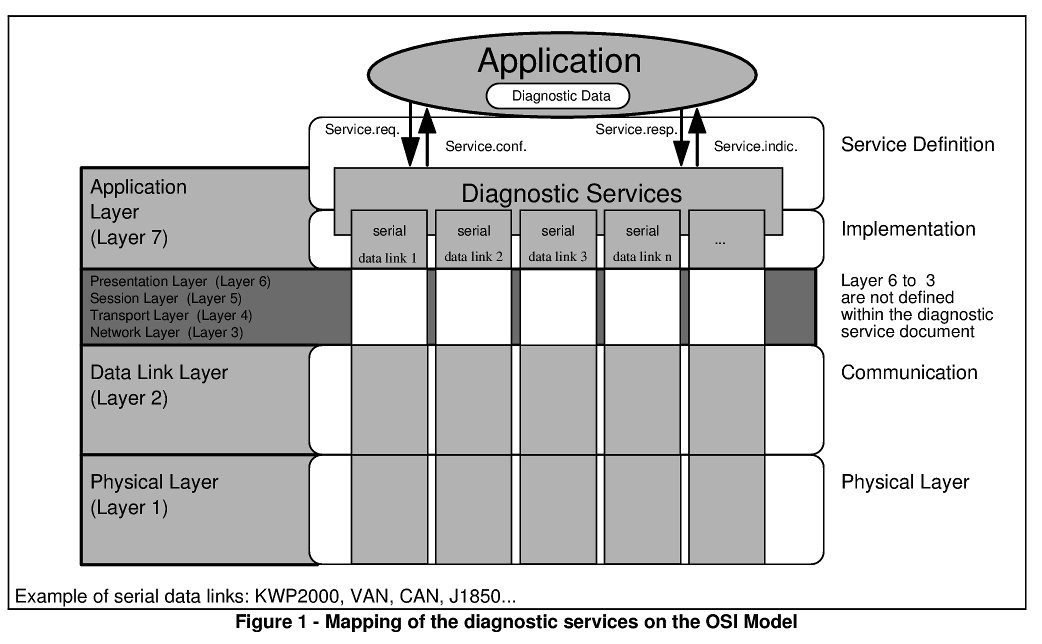 Application
Diagnostic Data
Service.req.
Service.conf.
Service.resp.
Service.indic.
Service Definition
Application
Layer
(Layer 7)
Diagnostic Services
serial
data link 1
serial
data link 2
serial
data link 3
serial
data link n
...
Implementation
Presentation Layer (Layer 6)
Session Layer (Layer 5)
Transport Layer (Layer 4)
Network Layer (Layer 3)
Layer 6 to 3
are not defined
within the diagnostic
service document
Data Link Layer
(Layer 2)
Communication
Physical Layer
(Layer 1)
Physical Layer
Example of serial data links: KWP2000, VAN, CAN, J1850...
Figure 1 - Mapping of the diagnostic services on the OSI Model